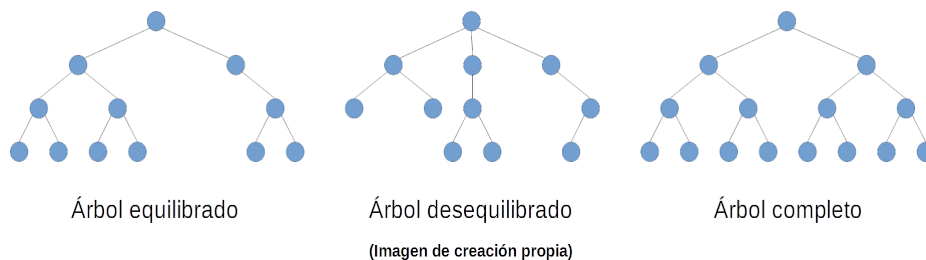 Árbol equilibrado
Árbol desequilibrado
Árbol completo
(Imagen de creación propia)